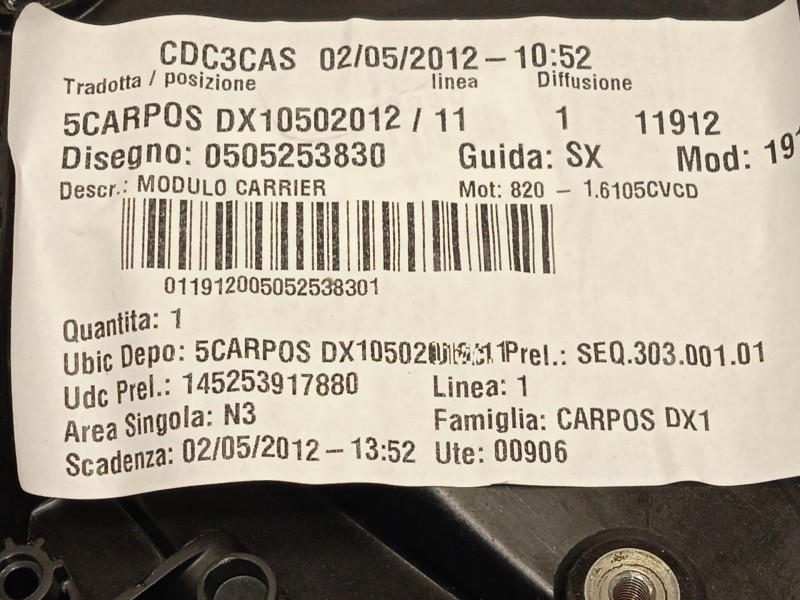 CDC3CAS 02/05/2012 - 10:52
Tradotta / posizione linea Diffusione
5CARPOS DX10502012 / 11 1 11912
Disegno: 0505253830 Guida: SX Mod:
Descr.: MODULO CARRIER Mot: 820 - 1.6105CVCD
011912005052538301
Quantita: 1
Ubic Depo: 5CARPOS Prel.: SEQ.303.001.01
Udc Prel.: 145253917880 Linea: 1
Area Singola: N3 Famiglia: CARPOS DX1
Scadenza: 02/05/2012 - 13:52 Ute: 00906